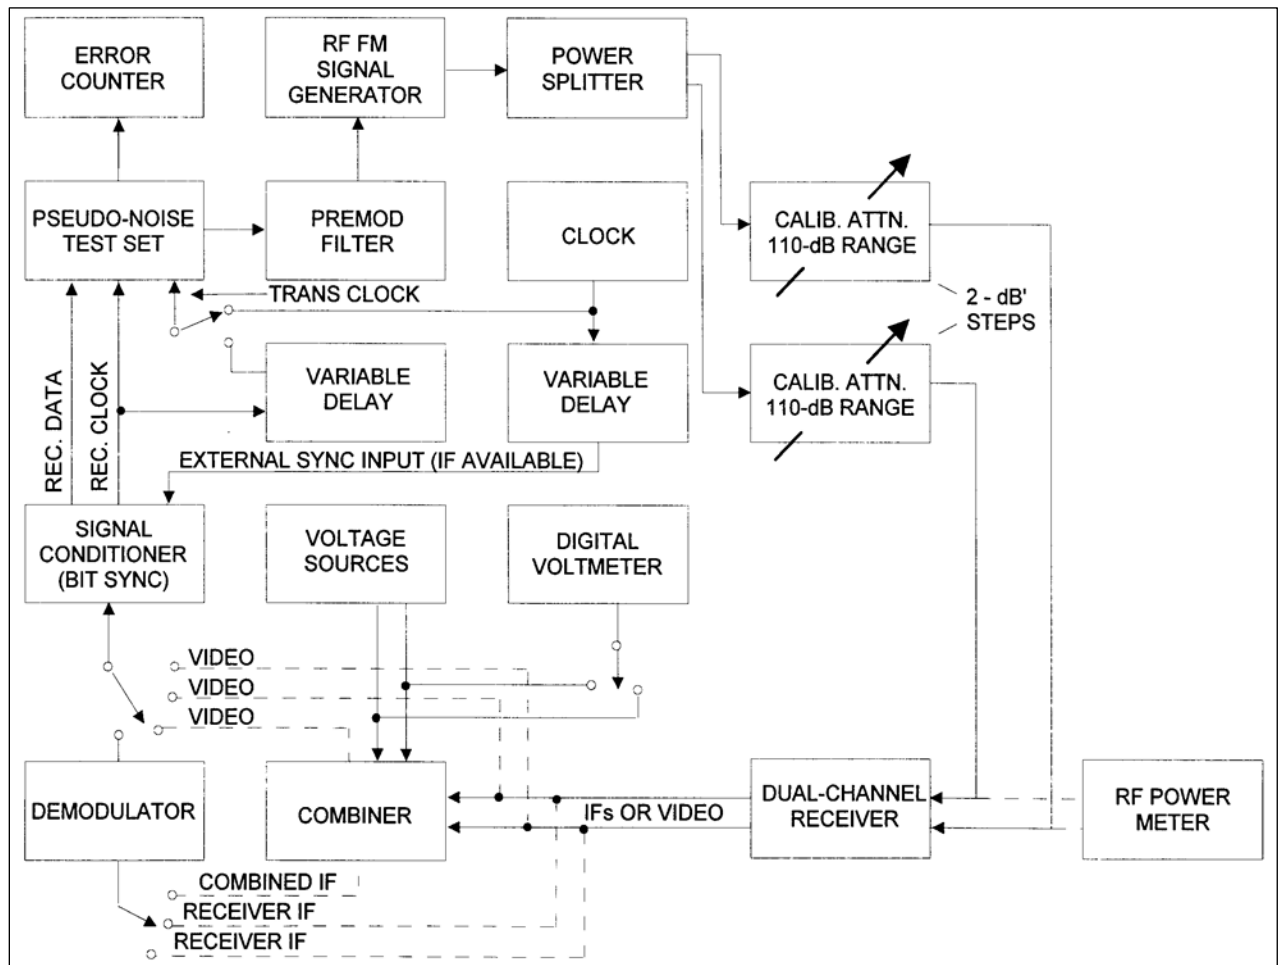 ERROR
COUNTER
RF FM
SIGNAL
GENERATOR
POWER
SPLITTER
PSEUDO-NOISE
TEST SET
PREMOD
FILTER
CLOCK
CALIB. ATTN.
110-dB RANGE
TRANS CLOCK
2 - dB'
STEPS
REC. DATA
REC. CLOCK
VARIABLE
DELAY
VARIABLE
DELAY
CALIB. ATTN.
110-dB RANGE
EXTERNAL SYNC INPUT (IF AVAILABLE)
SIGNAL
CONDITIONER
(BIT SYNC)
VOLTAGE
SOURCES
DIGITAL
VOLTMETER
VIDEO
VIDEO
VIDEO
DEMODULATOR
COMBINER
IFs OR VIDEO
DUAL-CHANNEL
RECEIVER
RF POWER
METER
COMBINED IF
RECEIVER IF
RECEIVER IF